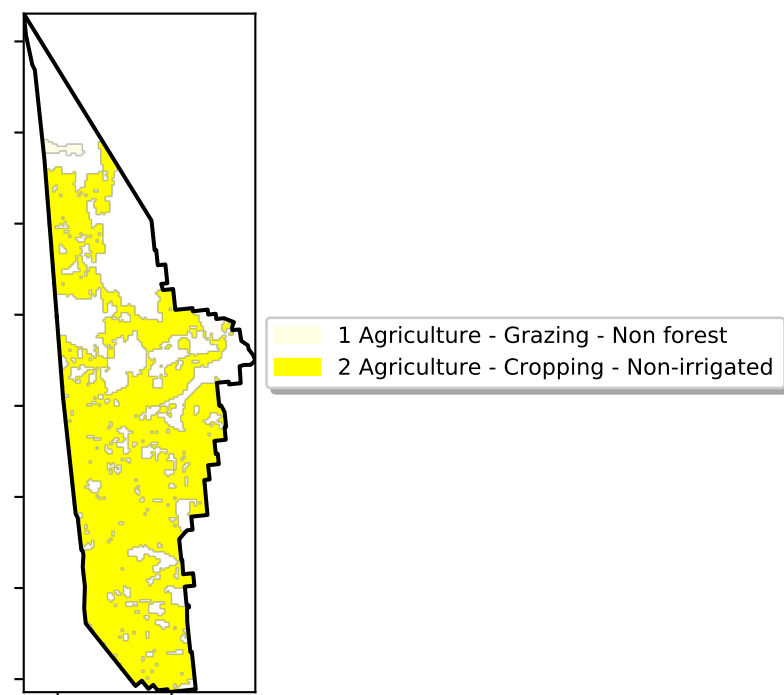 1 Agriculture - Grazing - Non forest
2 Agriculture - Cropping - Non-irrigated